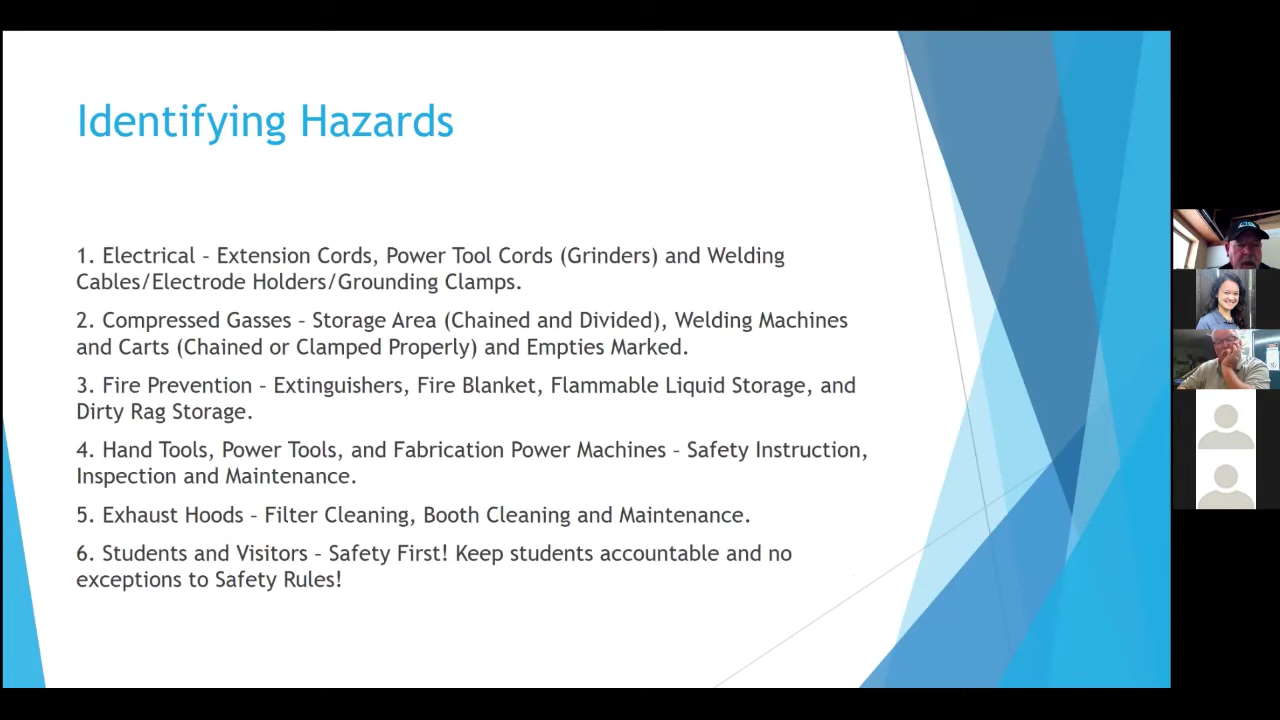 Identifying Hazards
1. Electrical – Extension Cords, Power Tool Cords (Grinders) and Welding
Cables/Electrode Holders/Grounding Clamps.
2. Compressed Gasses – Storage Area (Chained and Divided), Welding Machines
and Carts (Chained or Clamped Properly) and Empties Marked.
3. Fire Prevention – Extinguishers, Fire Blanket, Flammable Liquid Storage, and
Dirty Rag Storage.
4. Hand Tools, Power Tools, and Fabrication Power Machines – Safety Instruction,
Inspection and Maintenance.
5. Exhaust Hoods – Filter Cleaning, Booth Cleaning and Maintenance.
6. Students and Visitors – Safety First! Keep students accountable and no
exceptions to Safety Rules!